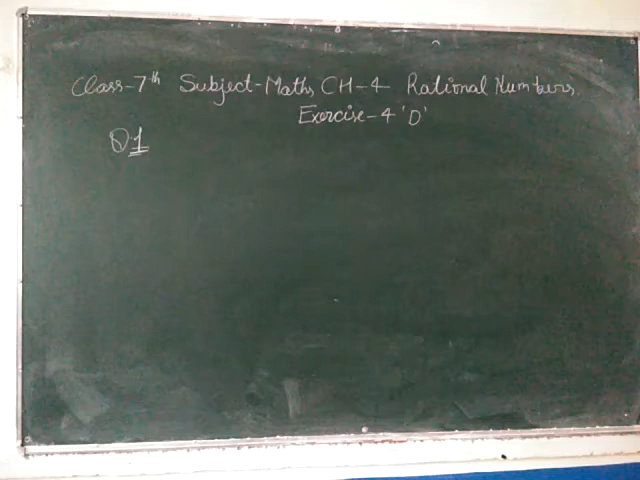 Class-7th Subject-Maths CH-4 Rational Numbers
Exercise-4 'D'
Q1